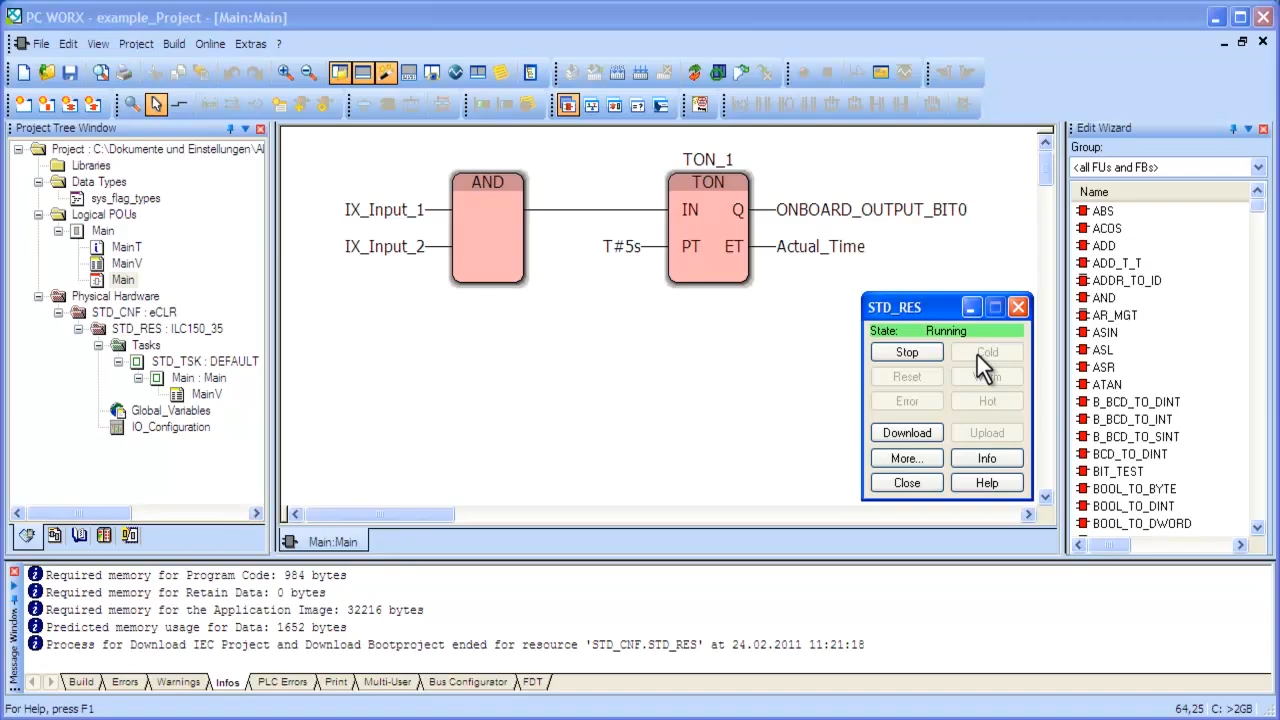 PC WORX - example_Project - [Main:Main]
File Edit View Project Build Online Extras ?
Project Tree Window
Project : C:\Dokumente und Einstellungen\Al
Libraries
Data Types
sys_flag_types
Logical POUs
Main
MainT
MainV
Main
Physical Hardware
STD_CNF : eCLR
STD_RES : ILC150_35
Tasks
STD_TSK : DEFAULT
Main : Main
MainV
Global_Variables
IO_Configuration
TON_1
AND
TON
IX_Input_1
IN Q
ONBOARD_OUTPUT_BIT0
IX_Input_2
T#5s
PT ET
Actual_Time
STD_RES
State: Running
Stop Cold
Reset Warm
Error Hot
Download Upload
More... Info
Close Help
Main:Main
Edit Wizard
Group:
<all FUs and FBs>
Name
ABS
ACOS
ADD
ADD_T_T
ADDR_TO_ID
AND
AR_MGT
ASIN
ASL
ASR
ATAN
B_BCD_TO_DINT
B_BCD_TO_INT
B_BCD_TO_SINT
BCD_TO_DINT
BIT_TEST
BOOL_TO_BYTE
BOOL_TO_DINT
BOOL_TO_DWORD
Message Window
Required memory for Program Code: 984 bytes
Required memory for Retain Data: 0 bytes
Required memory for the Application Image: 32216 bytes
Predicted memory usage for Data: 1652 bytes
Process for Download IEC Project and Download Bootproject ended for resource 'STD_CNF.STD_RES' at 24.02.2011 11:21:18
Build Errors Warnings Infos PLC Errors Print Multi-User Bus Configurator FDT
For Help, press F1
64,25 C: >2GB